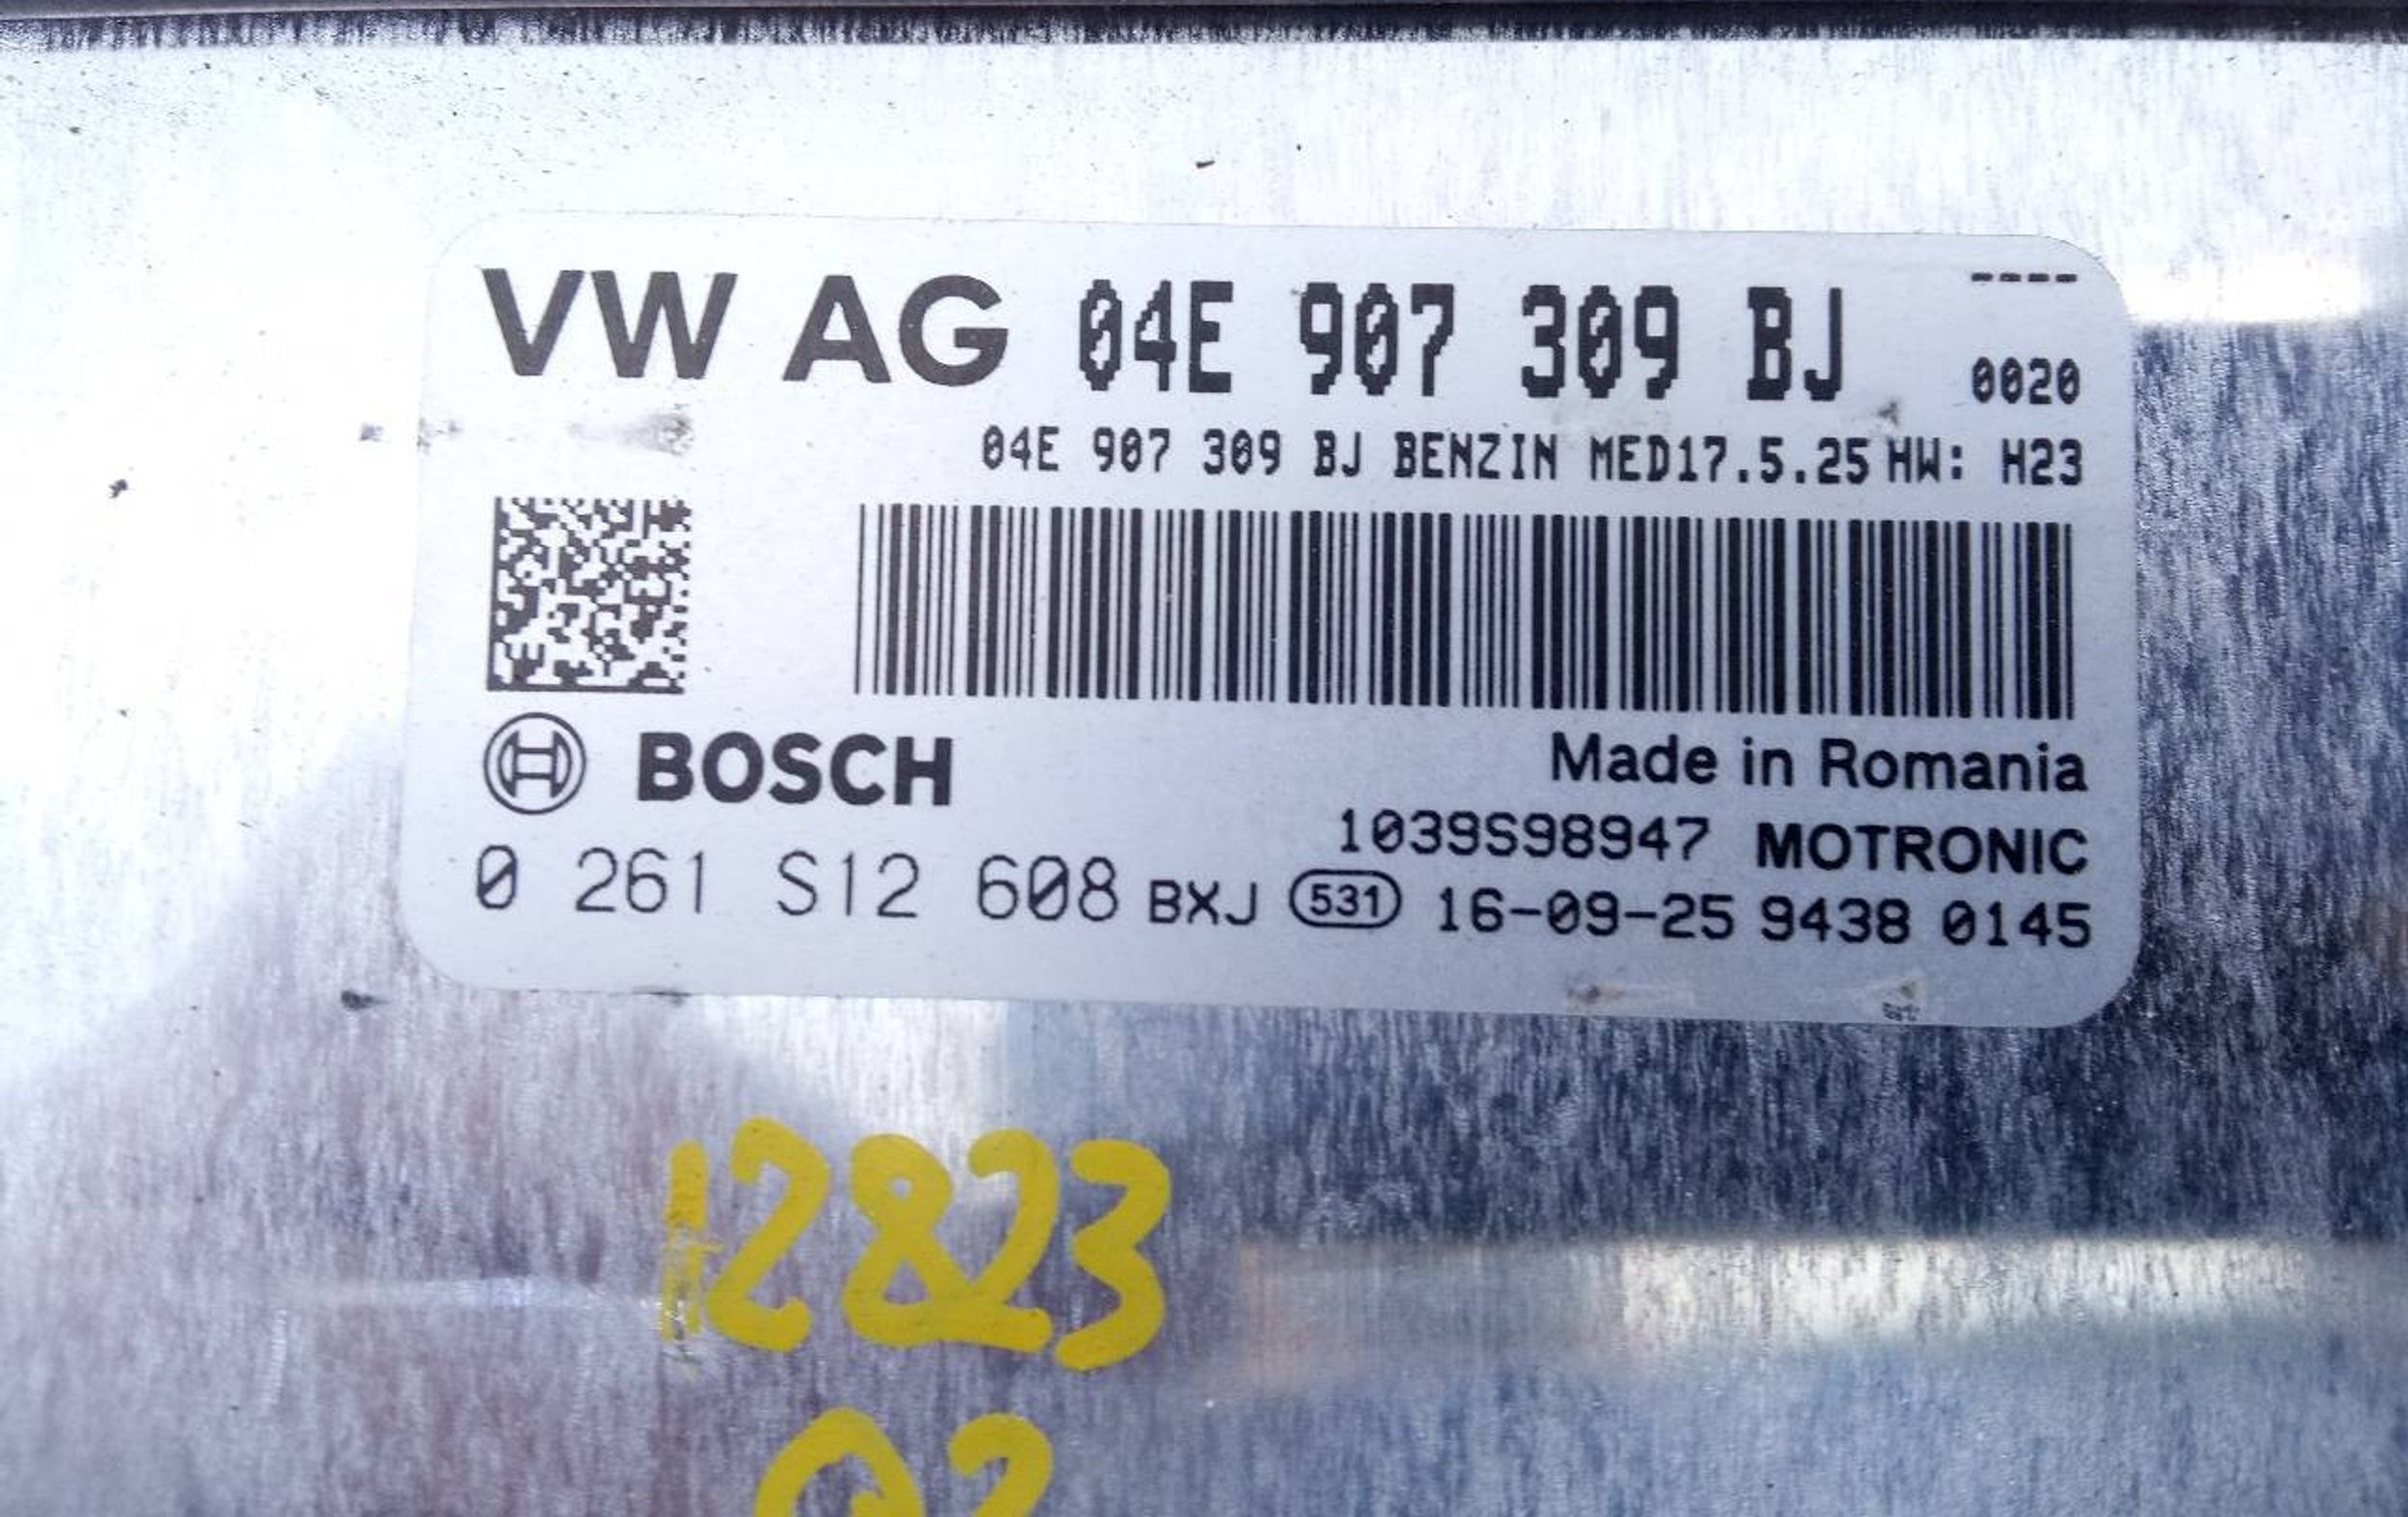 VW AG 04E 907 309 BJ
----
0020
04E 907 309 BJ BENZIN MED17.5.25 HW: H23
BOSCH
Made in Romania
1039S98947 MOTRONIC
0 261 S12 608 BXJ 531 16-09-25 9438 0145
12823